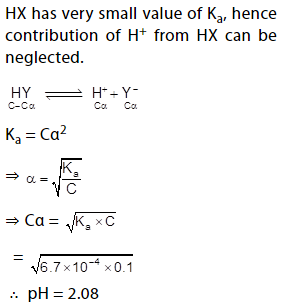 HX has very small value of Kₐ, hence
contribution of H⁺ from HX can be
neglected.
HY ⇌ H⁺ + Y⁻
C–Cα Cα Cα
Kₐ = Cα²
⇒ α = √(Kₐ/C)
⇒ Cα = √(Kₐ × C)
= √(6.7×10⁻⁴ × 0.1)
∴ pH = 2.08